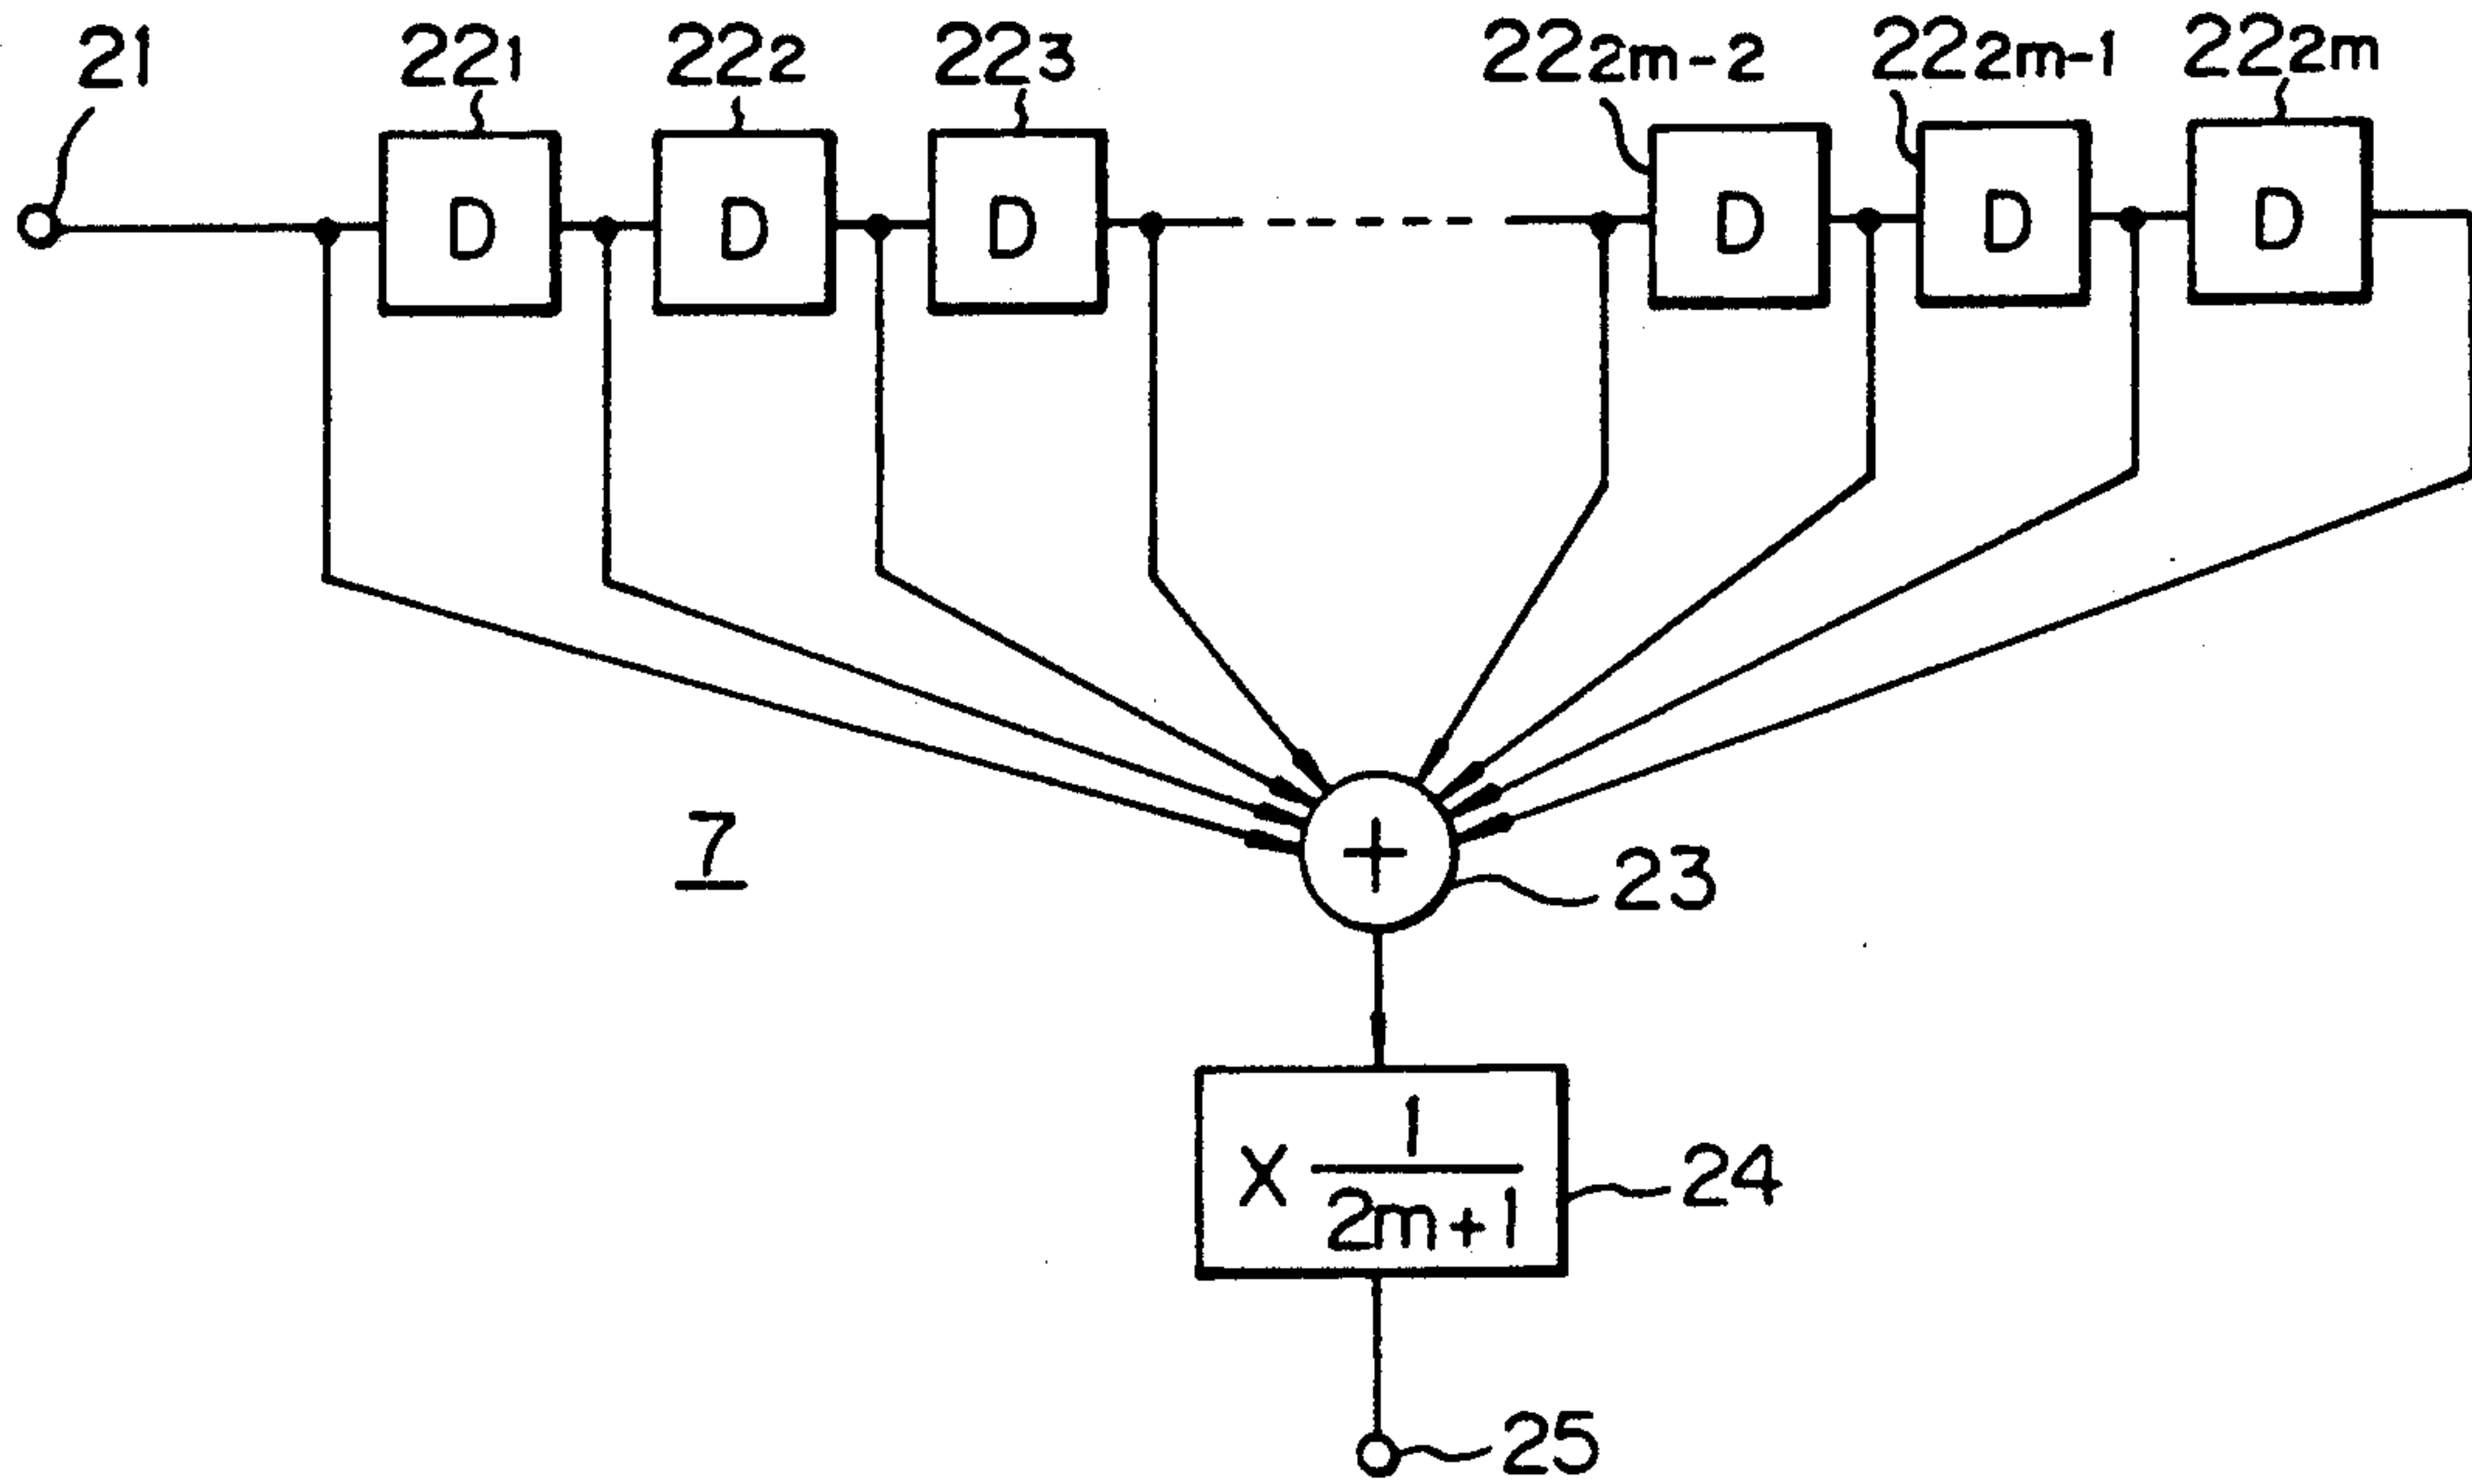 21 22₁ 22₂ 22₃ 22₂ₘ₋₂ 22₂ₘ₋₁ 22₂ₘ
D D D D D D
+
7
23
X 1/2m+1
24
25